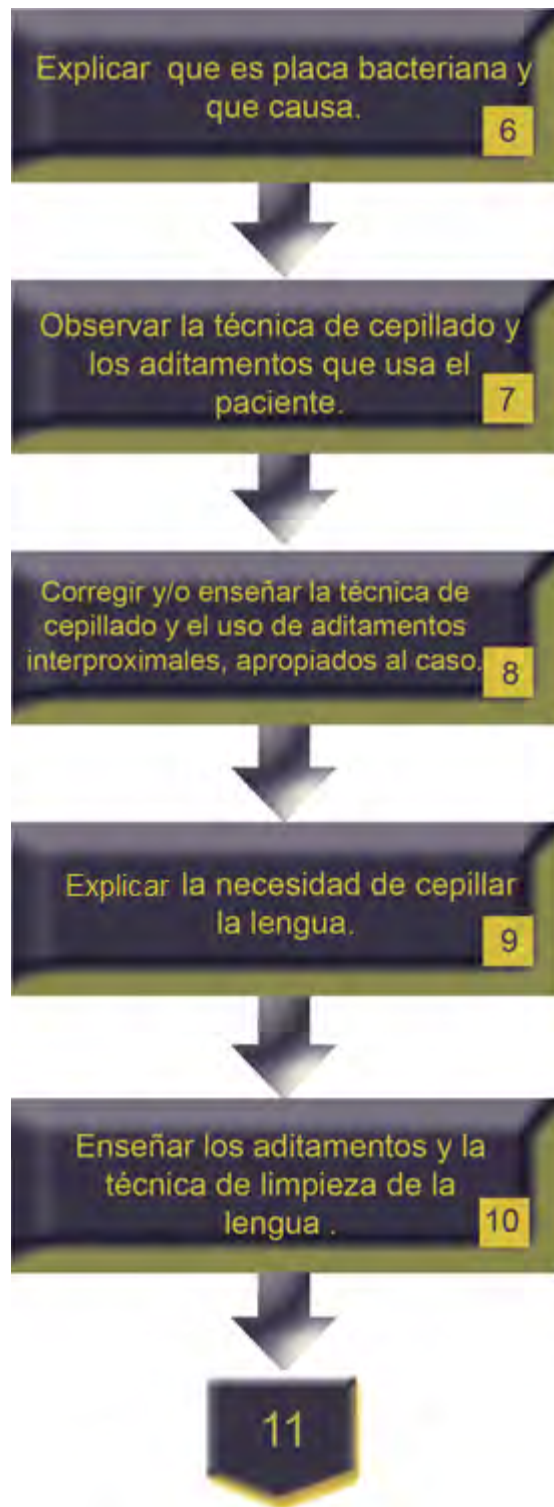 Explicar que es placa bacteriana y
que causa.
6
Observar la técnica de cepillado y
los aditamentos que usa el
paciente.
7
Corregir y/o enseñar la técnica de
cepillado y el uso de aditamentos
interproximales, apropiados al caso.
8
Explicar la necesidad de cepillar
la lengua.
9
Enseñar los aditamentos y la
técnica de limpieza de la
lengua .
10
11